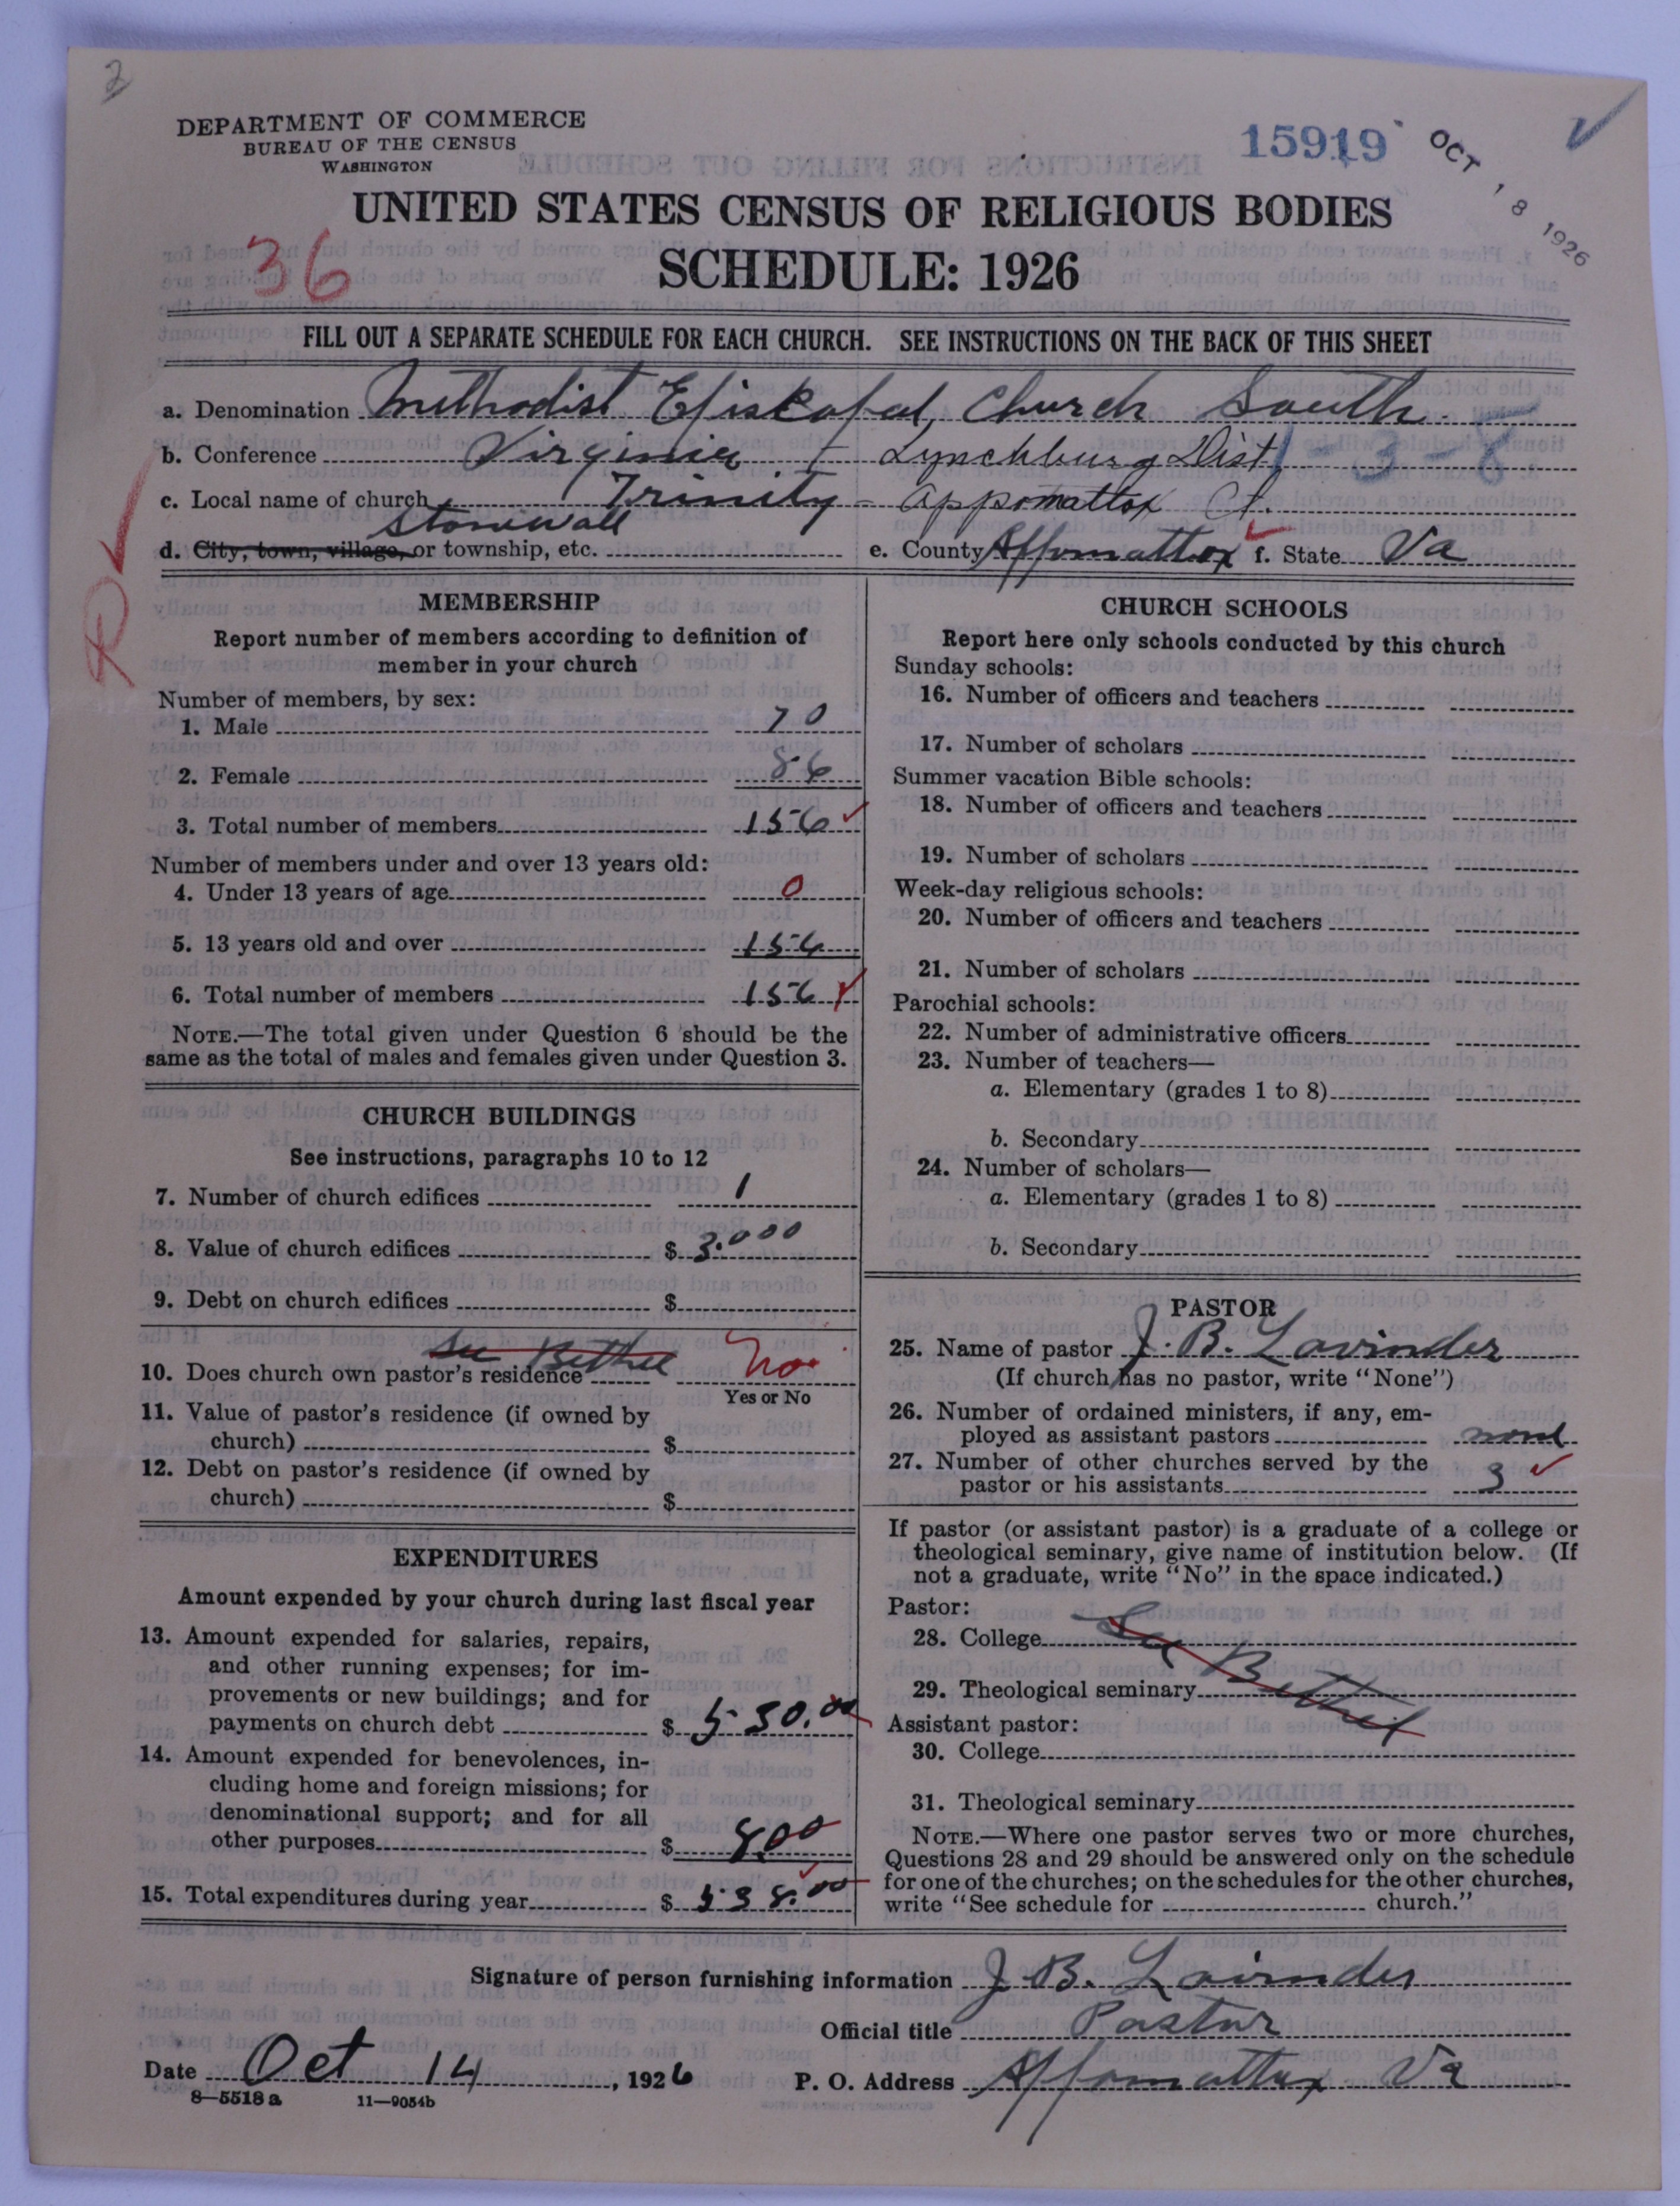 2
DEPARTMENT OF COMMERCE
BUREAU OF THE CENSUS
WASHINGTON
15919
OCT 18 1926
UNITED STATES CENSUS OF RELIGIOUS BODIES
SCHEDULE: 1926
36
FILL OUT A SEPARATE SCHEDULE FOR EACH CHURCH. SEE INSTRUCTIONS ON THE BACK OF THIS SHEET
a. Denomination Methodist Episcopal, Church South
b. Conference Virginia - Lynchburg Dist 1-3-8
c. Local name of church Trinity - Appomattox Ct.
d. City, town, village, or township, etc. Stonewall e. County Appomattox f. State Va
MEMBERSHIP
Report number of members according to definition of
member in your church
Number of members, by sex:
1. Male 70
2. Female 86
3. Total number of members 156
Number of members under and over 13 years old:
4. Under 13 years of age 0
5. 13 years old and over 156
6. Total number of members 156
NOTE.—The total given under Question 6 should be the
same as the total of males and females given under Question 3.
CHURCH BUILDINGS
See instructions, paragraphs 10 to 12
7. Number of church edifices 1
8. Value of church edifices $ 3.000
9. Debt on church edifices $
10. Does church own pastor's residence See Bethel No
Yes or No
11. Value of pastor's residence (if owned by
church) $
12. Debt on pastor's residence (if owned by
church) $
EXPENDITURES
Amount expended by your church during last fiscal year
13. Amount expended for salaries, repairs,
and other running expenses; for im-
provements or new buildings; and for
payments on church debt $ 530.00
14. Amount expended for benevolences, in-
cluding home and foreign missions; for
denominational support; and for all
other purposes $ 8.00
15. Total expenditures during year $ 538.00
CHURCH SCHOOLS
Report here only schools conducted by this church
Sunday schools:
16. Number of officers and teachers
17. Number of scholars
Summer vacation Bible schools:
18. Number of officers and teachers
19. Number of scholars
Week-day religious schools:
20. Number of officers and teachers
21. Number of scholars
Parochial schools:
22. Number of administrative officers
23. Number of teachers—
a. Elementary (grades 1 to 8)
b. Secondary
24. Number of scholars—
a. Elementary (grades 1 to 8)
b. Secondary
PASTOR
25. Name of pastor J. B. Lavinder
(If church has no pastor, write "None")
26. Number of ordained ministers, if any, em-
ployed as assistant pastors none
27. Number of other churches served by the
pastor or his assistants 3
If pastor (or assistant pastor) is a graduate of a college or
theological seminary, give name of institution below. (If
not a graduate, write "No" in the space indicated.)
Pastor:
28. College See
29. Theological seminary Bethel
Assistant pastor:
30. College
31. Theological seminary
NOTE.—Where one pastor serves two or more churches,
Questions 28 and 29 should be answered only on the schedule
for one of the churches; on the schedules for the other churches,
write "See schedule for church."
Signature of person furnishing information J. B. Lavinder
Official title Pastor
Date Oct 14, 1926 P. O. Address Appomattox Va
8—5518a 11—9054b